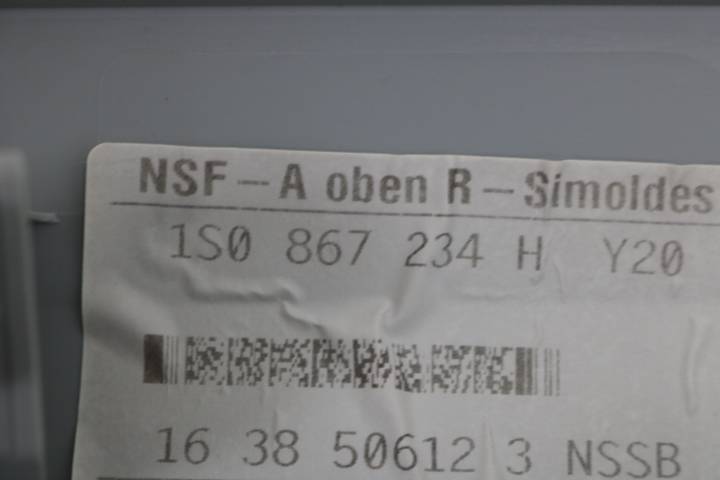 NSF – A oben R – Simoldes
1S0 867 234 H Y20
16 38 50612 3 NSSB